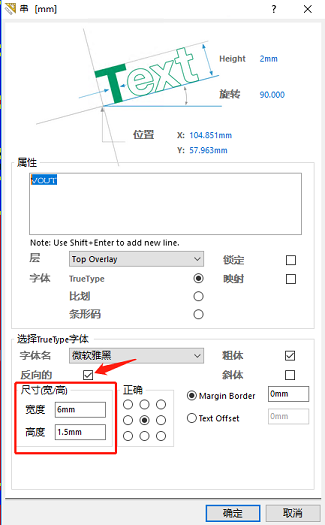 串 [mm]
?
Text
Height 2mm
旋转 90.000
位置 X: 104.851mm
Y: 57.963mm
属性
VOUT
Note: Use Shift+Enter to add new line.
层 Top Overlay 锁定
字体 TrueType 映射
比划
条形码
选择TrueType字体
字体名 微软雅黑 粗体
反向的 斜体
尺寸(宽/高) 正确 Margin Border 0mm
宽度 6mm
Text Offset 0mm
高度 1.5mm
确定 取消